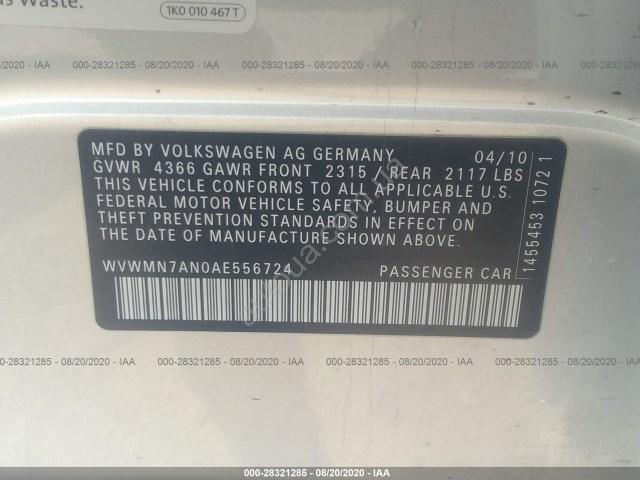 s Waste.
1K0 010 467 T
08/20/2020 - IAA
000-28321285 - 08/20/2020 - IAA
000-28321285 - 08/20/2020 - IAA
000-28321285 - 08/20/2020 - IAA
MFD BY VOLKSWAGEN AG GERMANY 04/10
GVWR 4366 GAWR FRONT 2315 / REAR 2117 LBS
THIS VEHICLE CONFORMS TO ALL APPLICABLE U.S.
FEDERAL MOTOR VEHICLE SAFETY, BUMPER AND
THEFT PREVENTION STANDARDS IN EFFECT ON
THE DATE OF MANUFACTURE SHOWN ABOVE.
WVWMN7AN0AE556724 PASSENGER CAR
1455453 1072 1
000-28321285 - 08/20/2020 - IAA
000-28321285 - 08/20/2020 - IAA
000-28321285 - 08/20/2020 - IAA
000-28321285 - 08/20/2020 - IAA